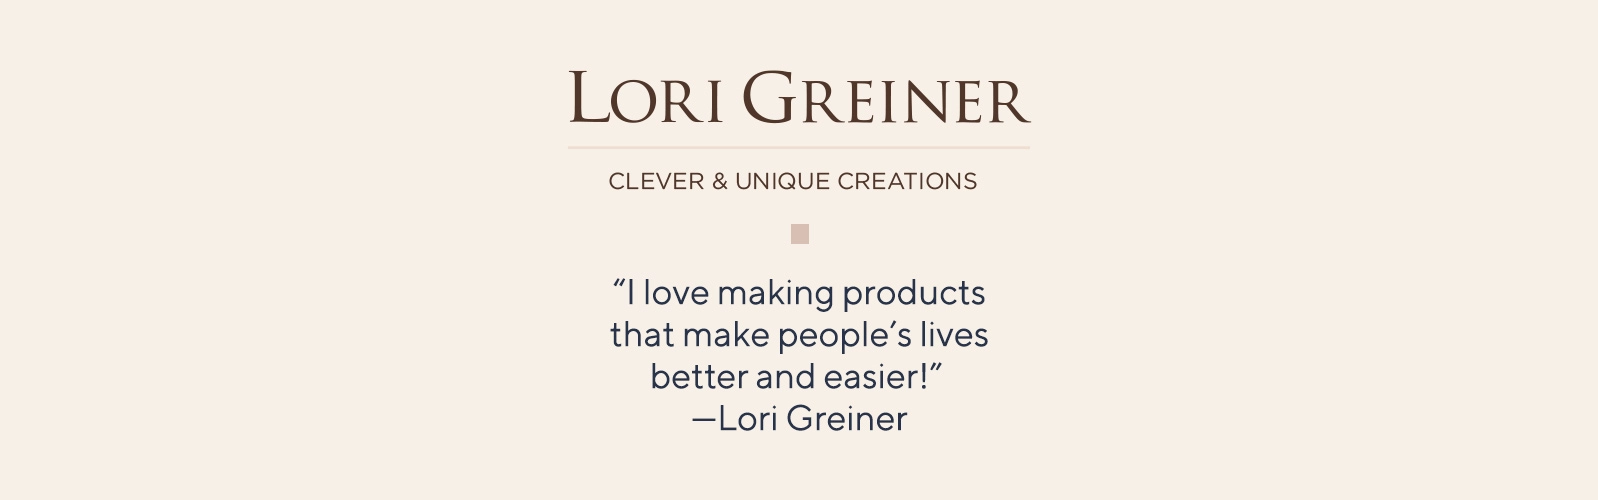 LORI GREINER
CLEVER & UNIQUE CREATIONS
“I love making products
that make people’s lives
better and easier!”
—Lori Greiner